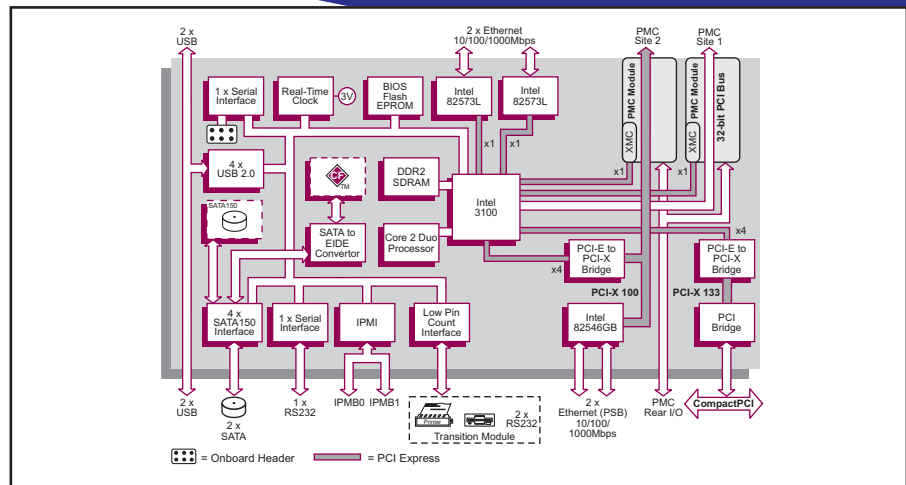 2 x
USB
2 x Ethernet
10/100/1000Mbps
PMC
Site 2
PMC
Site 1
1 x Serial
Interface
Real-Time
Clock
3V
BIOS
Flash
EPROM
Intel
82573L
Intel
82573L
XMC
PMC Module
XMC
PMC Module
32-bit PCI Bus
x1
x1
x1
x1
4 x
USB 2.0
CF
TM
DDR2
SDRAM
Intel
3100
SATA150
SATA to
EIDE
Convertor
Core 2 Duo
Processor
x4
x4
PCI-E to
PCI-X
Bridge
PCI-E to
PCI-X
Bridge
PCI-X 100
PCI-X 133
4 x
SATA150
Interface
1 x Serial
Interface
IPMI
Low Pin
Count
Interface
Intel
82546GB
PCI
Bridge
2 x
USB
2 x
SATA
1 x
RS232
IPMB0
IPMB1
Printer
2 x
RS232
Transition Module
2 x
Ethernet (PSB)
10/100/
1000Mbps
PMC
Rear I/O
CompactPCI
= Onboard Header
= PCI Express